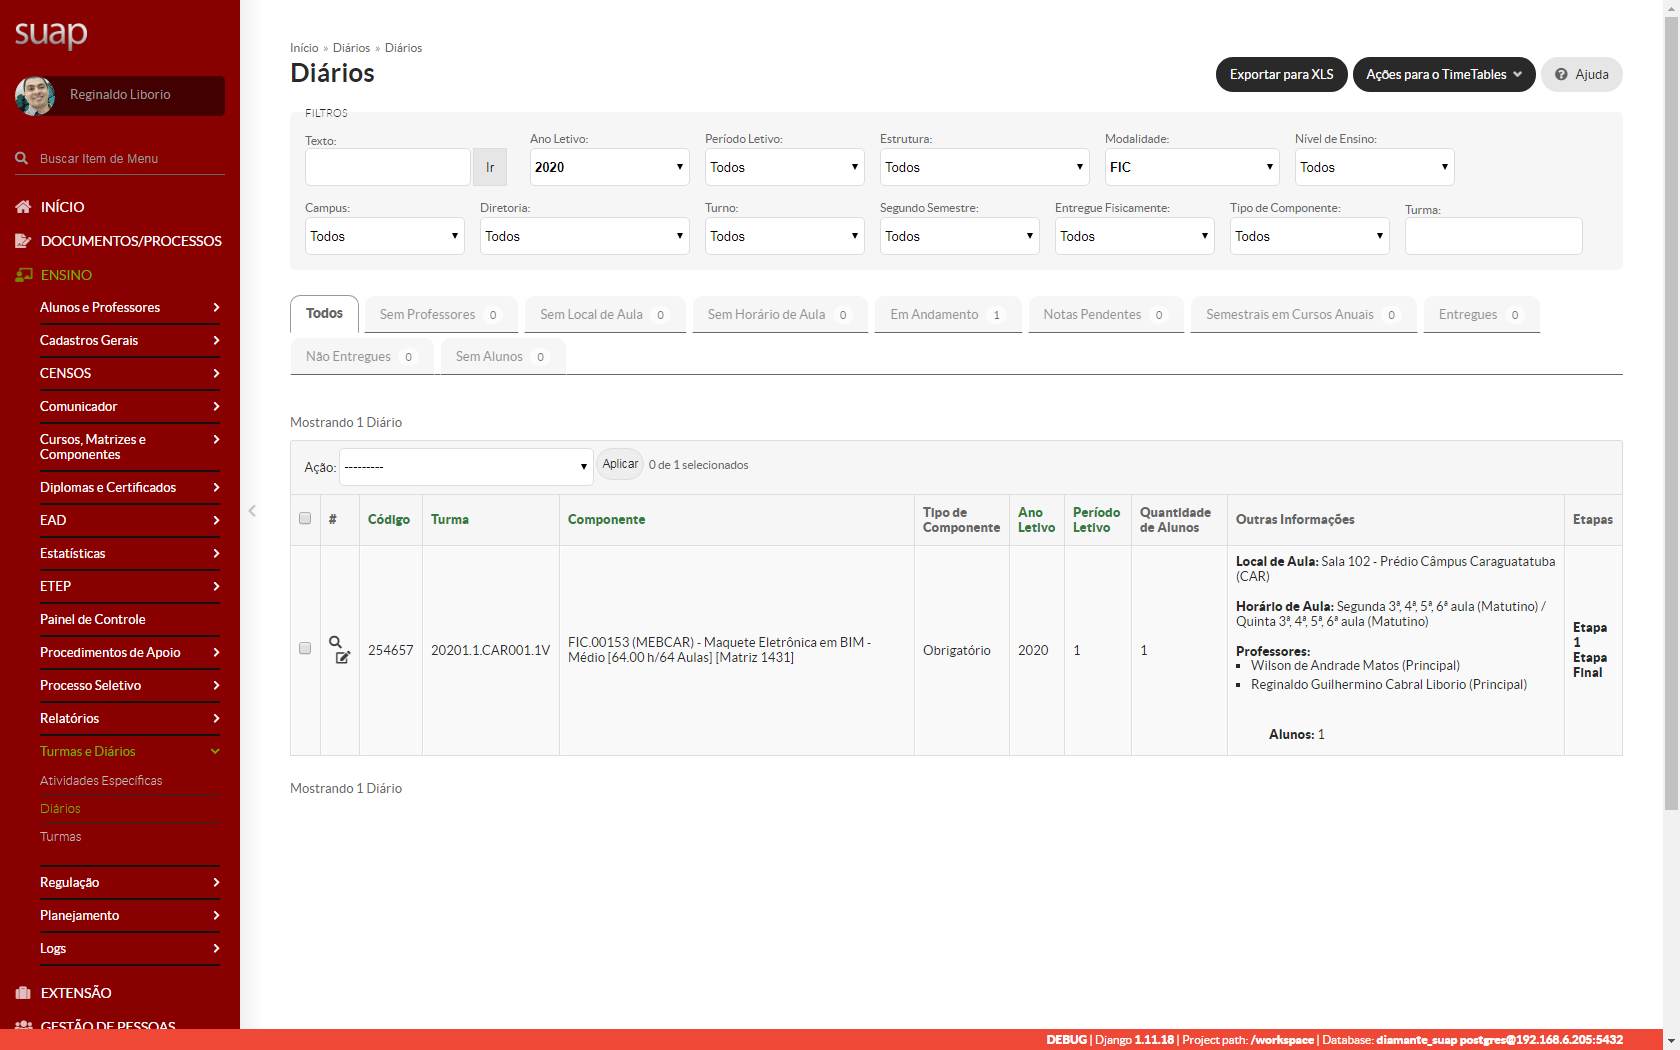 suap
Reginaldo Liborio
Buscar Item de Menu
INÍCIO
DOCUMENTOS/PROCESSOS
ENSINO
Alunos e Professores
Cadastros Gerais
CENSOS
Comunicador
Cursos, Matrizes e
Componentes
Diplomas e Certificados
EAD
Estatísticas
ETEP
Painel de Controle
Procedimentos de Apoio
Processo Seletivo
Relatórios
Turmas e Diários
Atividades Específicas
Diários
Turmas
Regulação
Planejamento
Logs
EXTENSÃO
GESTÃO DE PESSOAS
Início » Diários » Diários
Diários
Exportar para XLS
Ações para o TimeTables
Ajuda
FILTROS
Texto:
Ir
Ano Letivo:
2020
Período Letivo:
Todos
Estrutura:
Todos
Modalidade:
FIC
Nível de Ensino:
Todos
Campus:
Todos
Diretoria:
Todos
Turno:
Todos
Segundo Semestre:
Todos
Entregue Fisicamente:
Todos
Tipo de Componente:
Todos
Turma:
Todos
Sem Professores 0
Sem Local de Aula 0
Sem Horário de Aula 0
Em Andamento 1
Notas Pendentes 0
Semestrais em Cursos Anuais 0
Entregues 0
Não Entregues 0
Sem Alunos 0
Mostrando 1 Diário
Ação: ---------
Aplicar
0 de 1 selecionados
#
Código
Turma
Componente
Tipo de
Componente
Ano
Letivo
Período
Letivo
Quantidade
de Alunos
Outras Informações
Etapas
254657
20201.1.CAR001.1V
FIC.00153 (MEBCAR) - Maquete Eletrônica em BIM -
Médio [64.00 h/64 Aulas] [Matriz 1431]
Obrigatório
2020
1
1
Local de Aula: Sala 102 - Prédio Câmpus Caraguatatuba
(CAR)
Horário de Aula: Segunda 3ª, 4ª, 5ª, 6ª aula (Matutino) /
Quinta 3ª, 4ª, 5ª, 6ª aula (Matutino)
Professores:
Wilson de Andrade Matos (Principal)
Reginaldo Guilhermino Cabral Liborio (Principal)
Alunos: 1
Etapa
1
Etapa
Final
Mostrando 1 Diário
DEBUG | Django 1.11.18 | Project path: /workspace | Database: diamante_suap postgres@192.168.6.205:5432